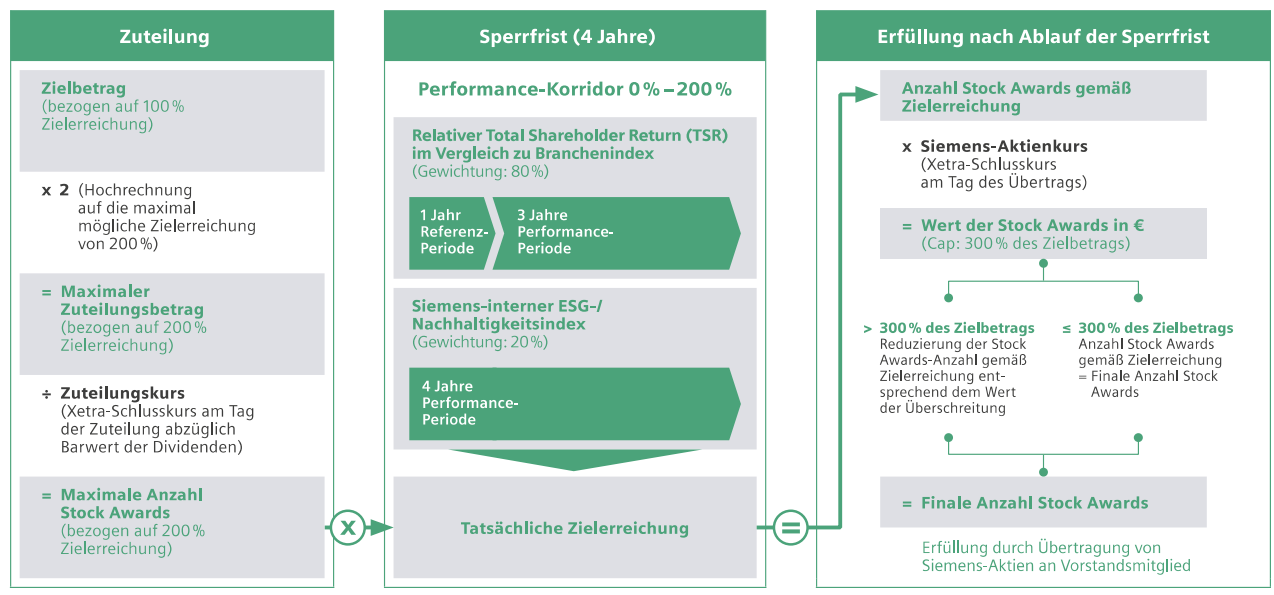 Zuteilung
Zielbetrag
(bezogen auf 100 %
Zielerreichung)
x 2 (Hochrechnung
auf die maximal
mögliche Zielerreichung
von 200 %)
= Maximaler
Zuteilungsbetrag
(bezogen auf 200 %
Zielerreichung)
÷ Zuteilungskurs
(Xetra-Schlusskurs am Tag
der Zuteilung abzüglich
Barwert der Dividenden)
= Maximale Anzahl
Stock Awards
(bezogen auf 200 %
Zielerreichung)
x
Sperrfrist (4 Jahre)
Performance-Korridor 0 % – 200 %
Relativer Total Shareholder Return (TSR)
im Vergleich zu Branchenindex
(Gewichtung: 80 %)
1 Jahr
Referenz-
Periode
3 Jahre
Performance-
Periode
Siemens-interner ESG-/
Nachhaltigkeitsindex
(Gewichtung: 20 %)
4 Jahre
Performance-
Periode
Tatsächliche Zielerreichung
=
Erfüllung nach Ablauf der Sperrfrist
Anzahl Stock Awards gemäß
Zielerreichung
x Siemens-Aktienkurs
(Xetra-Schlusskurs
am Tag des Übertrags)
= Wert der Stock Awards in €
(Cap: 300 % des Zielbetrags)
> 300 % des Zielbetrags
Reduzierung der Stock
Awards-Anzahl gemäß
Zielerreichung ent-
sprechend dem Wert
der Überschreitung
≤ 300 % des Zielbetrags
Anzahl Stock Awards
gemäß Zielerreichung
= Finale Anzahl Stock
Awards
= Finale Anzahl Stock Awards
Erfüllung durch Übertragung von
Siemens-Aktien an Vorstandsmitglied